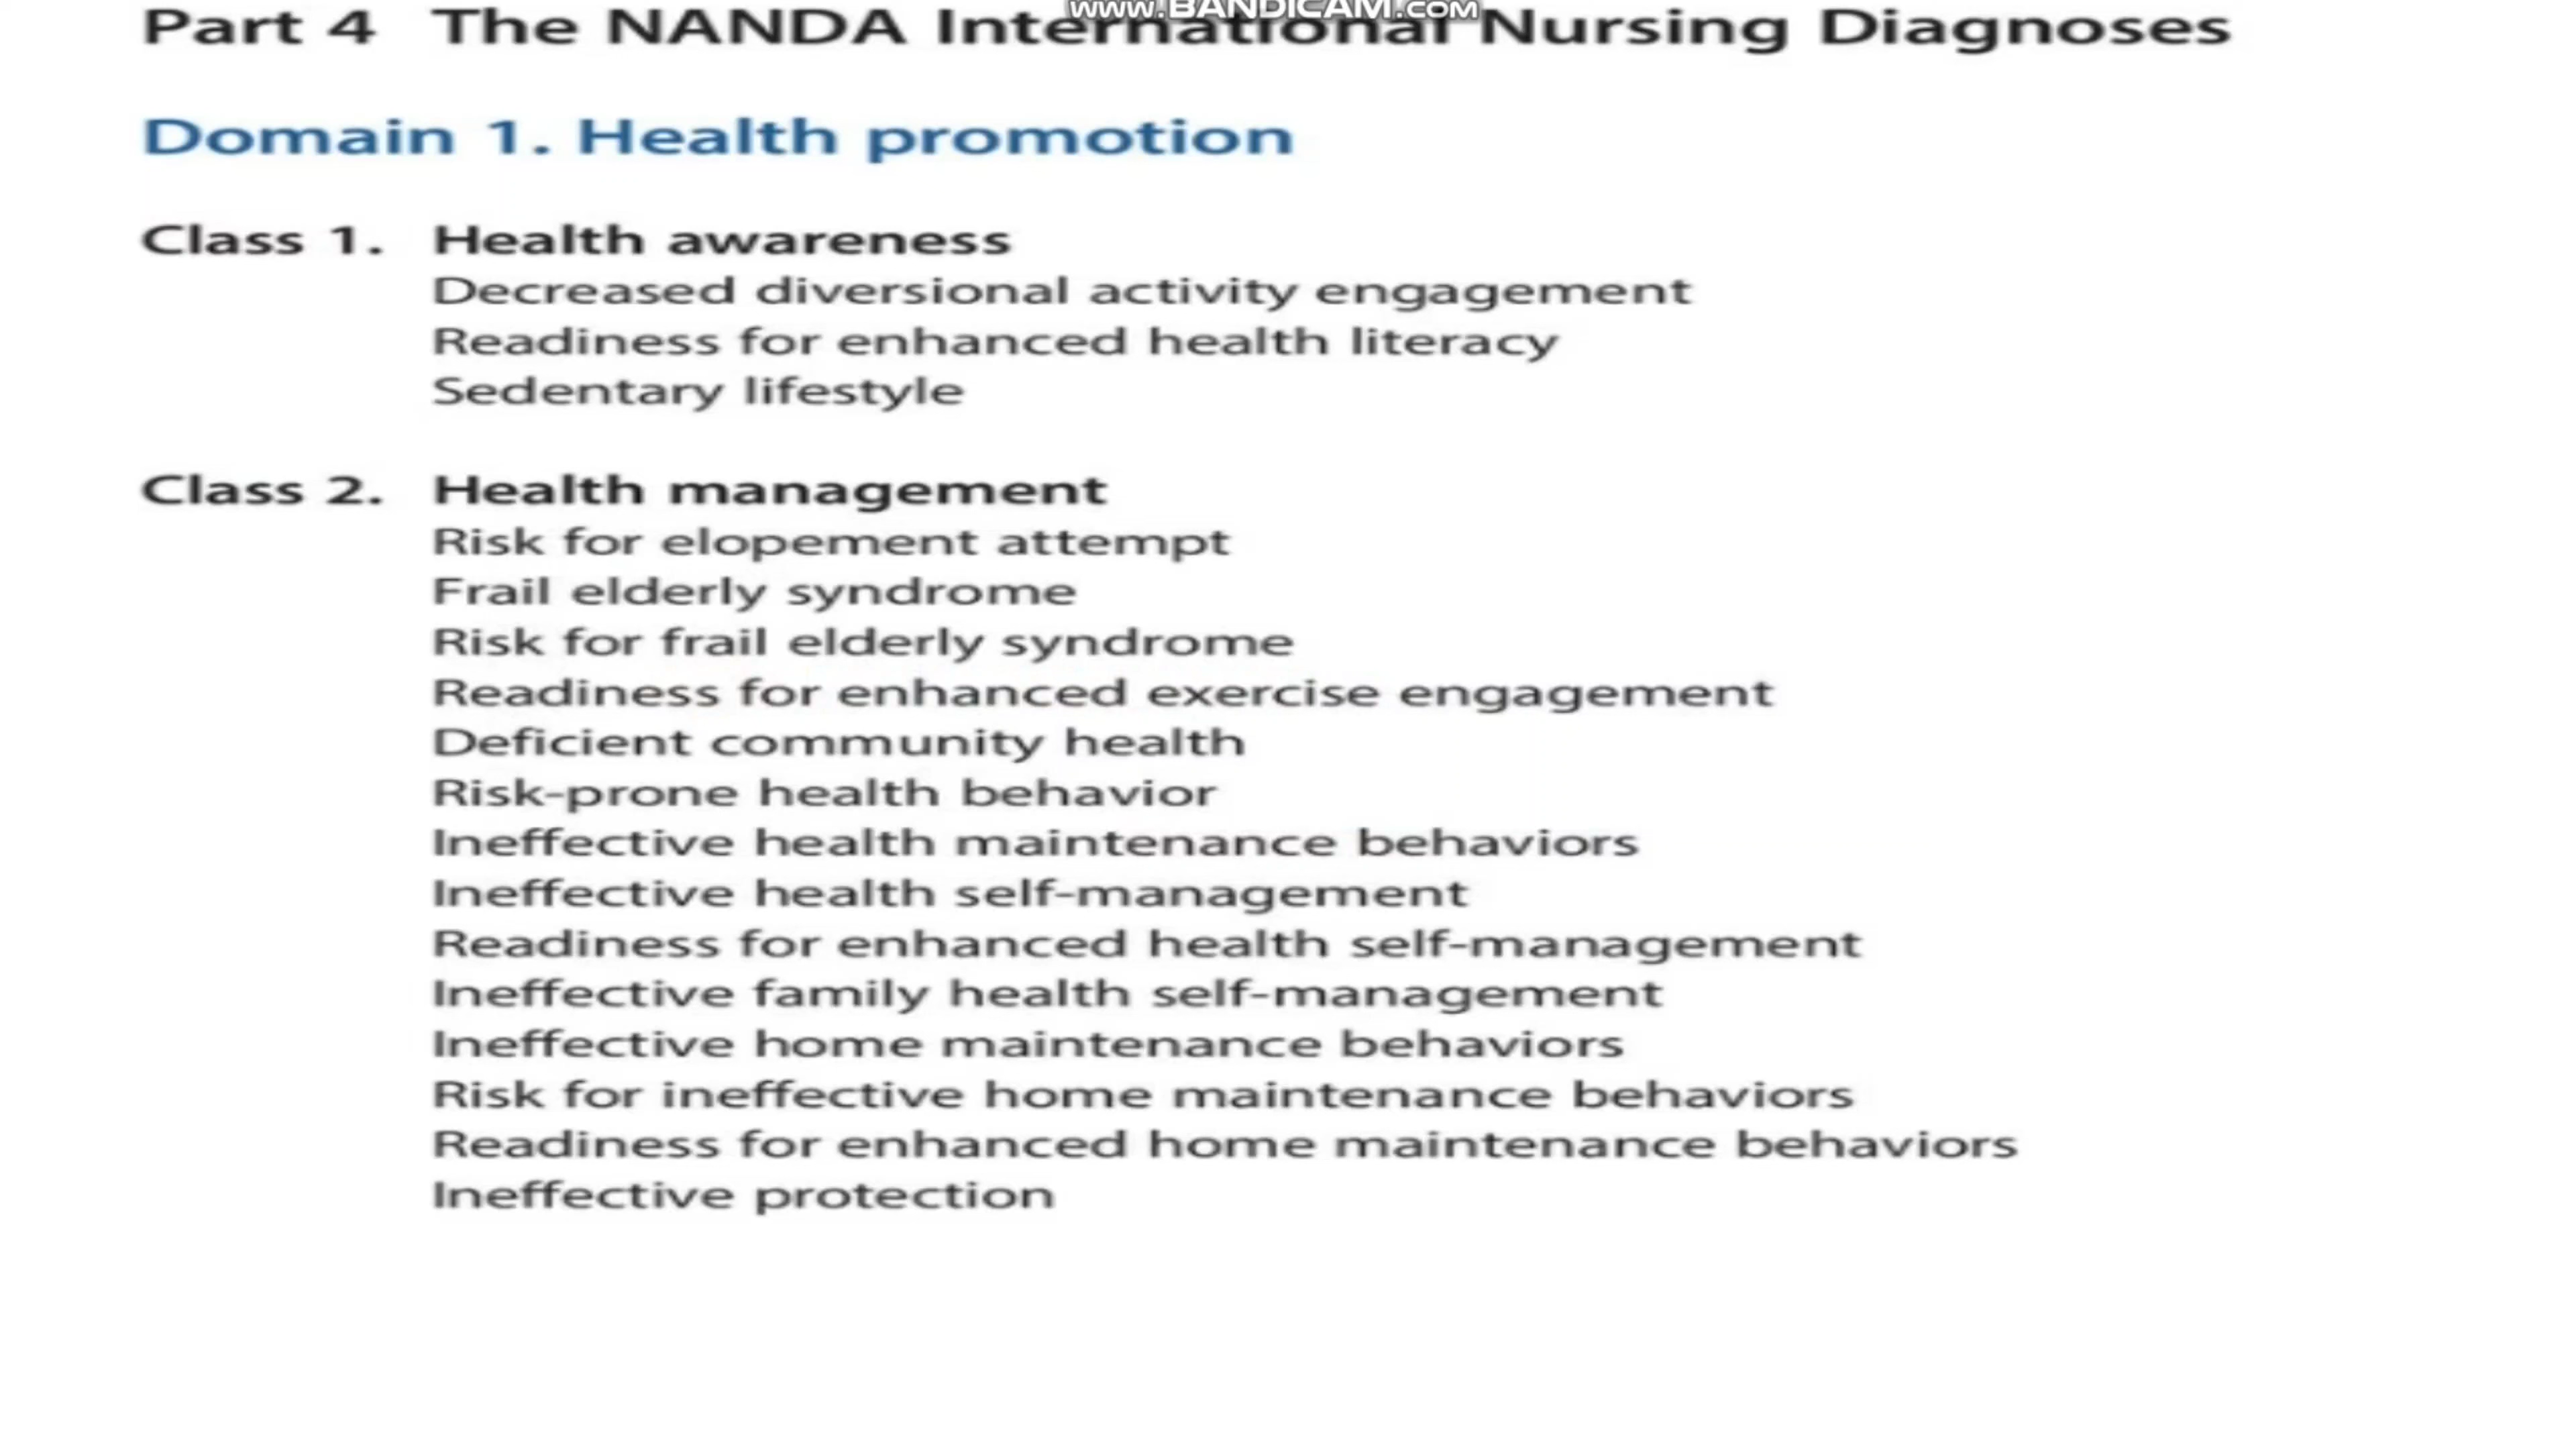 www.BANDICAM.COM
Part 4 The NANDA International Nursing Diagnoses
Domain 1. Health promotion
Class 1. Health awareness
Decreased diversional activity engagement
Readiness for enhanced health literacy
Sedentary lifestyle
Class 2. Health management
Risk for elopement attempt
Frail elderly syndrome
Risk for frail elderly syndrome
Readiness for enhanced exercise engagement
Deficient community health
Risk-prone health behavior
Ineffective health maintenance behaviors
Ineffective health self-management
Readiness for enhanced health self-management
Ineffective family health self-management
Ineffective home maintenance behaviors
Risk for ineffective home maintenance behaviors
Readiness for enhanced home maintenance behaviors
Ineffective protection